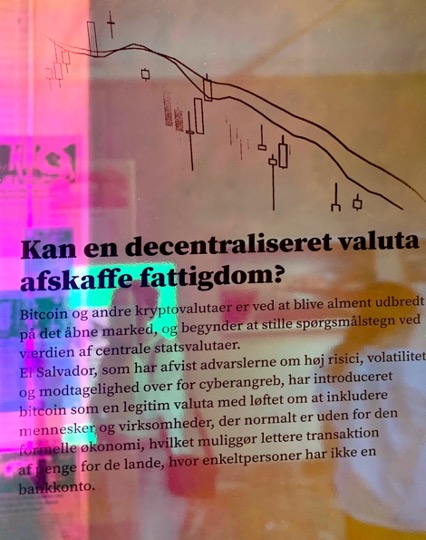 Kan en decentraliseret valuta
afskaffe fattigdom?
Bitcoin og andre kryptovalutaer er ved at blive alment udbredt
på det åbne marked, og begynder at stille spørgsmålstegn ved
værdien af centrale statsvalutaer.
El Salvador, som har afvist advarslerne om høj risici, volatilitet
og modtagelighed over for cyberangreb, har introduceret
bitcoin som en legitim valuta med løftet om at inkludere
mennesker og virksomheder, der normalt er uden for den
formelle økonomi, hvilket muliggør lettere transaktion
af penge for de lande, hvor enkeltpersoner har ikke en
bankkonto.